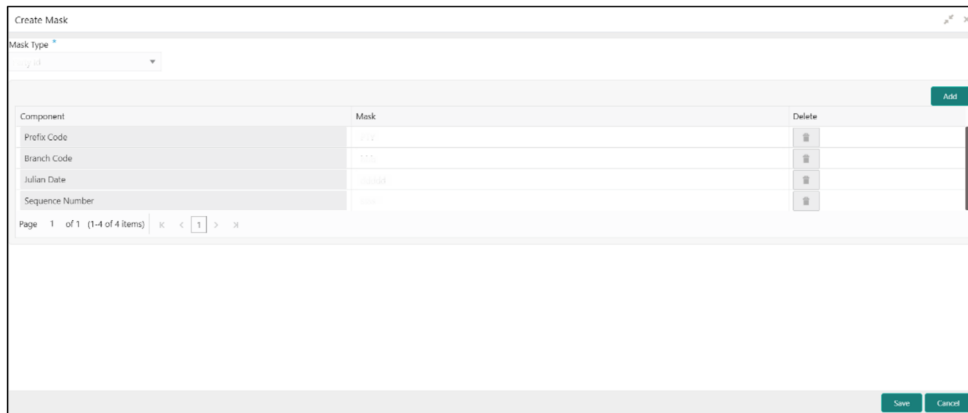 Create Mask
Mask Type *
Add
Component Mask Delete
Prefix Code
Branch Code
Julian Date
Sequence Number
Page 1 of 1 (1-4 of 4 items) K < 1 > >|
Save Cancel